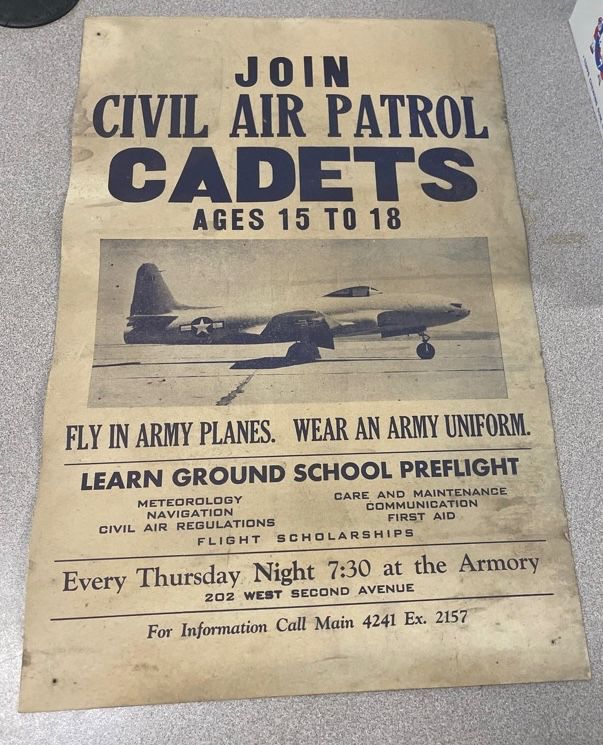 JOIN
CIVIL AIR PATROL
CADETS
AGES 15 TO 18
FLY IN ARMY PLANES. WEAR AN ARMY UNIFORM.
LEARN GROUND SCHOOL PREFLIGHT
METEOROLOGY
NAVIGATION
CIVIL AIR REGULATIONS
CARE AND MAINTENANCE
COMMUNICATION
FIRST AID
FLIGHT SCHOLARSHIPS
Every Thursday Night 7:30 at the Armory
202 WEST SECOND AVENUE
For Information Call Main 4241 Ex. 2157